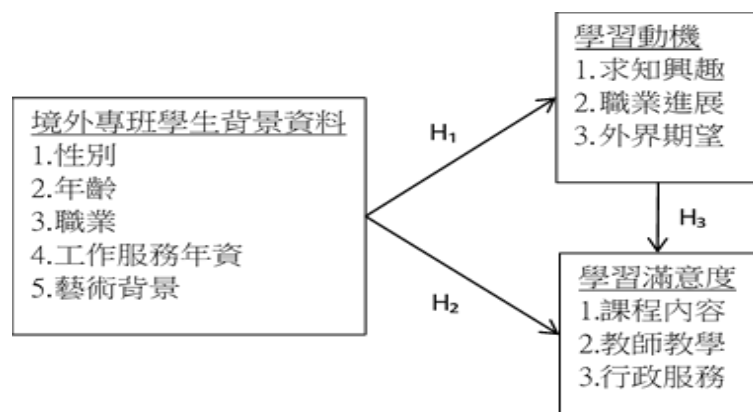 境外專班學生背景資料
1.性別
2.年齡
3.職業
4.工作服務年資
5.藝術背景
H₁
H₂
學習動機
1.求知興趣
2.職業進展
3.外界期望
H₃
學習滿意度
1.課程內容
2.教師教學
3.行政服務